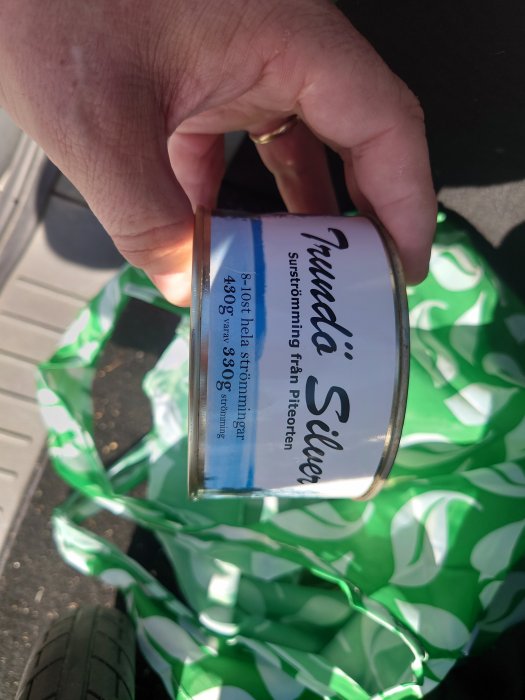 Trundö Silver
Surströmming från Piteorten
8-10st hela strömmingar
430g varav 330g strömming